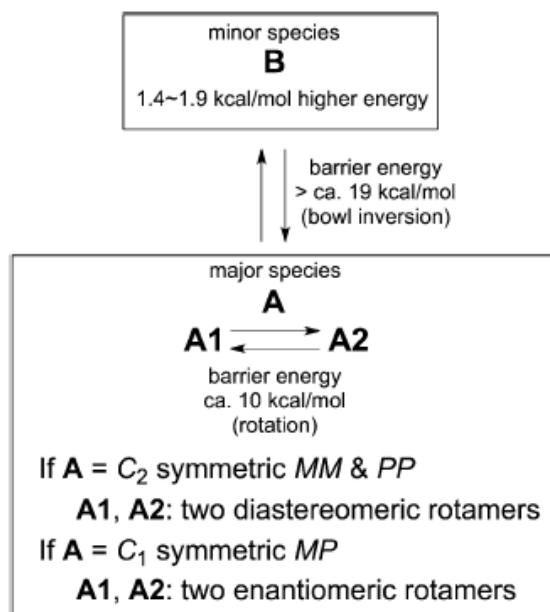 minor species
B
1.4~1.9 kcal/mol higher energy
barrier energy
> ca. 19 kcal/mol
(bowl inversion)
major species
A
A1 A2
barrier energy
ca. 10 kcal/mol
(rotation)
If A = C2 symmetric MM & PP
A1, A2: two diastereomeric rotamers
If A = C1 symmetric MP
A1, A2: two enantiomeric rotamers